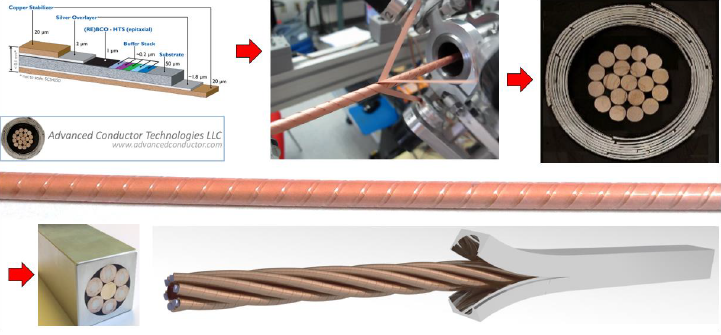 Copper Stabilizer
Silver Overlayer
(RE)BCO - HTS (epitaxial)
Buffer Stack
Substrate
20 μm
2 μm
1 μm
~0.2 μm
50 μm
~1.8 μm
20 μm
Advanced Conductor Technologies LLC
www.advancedconductor.com